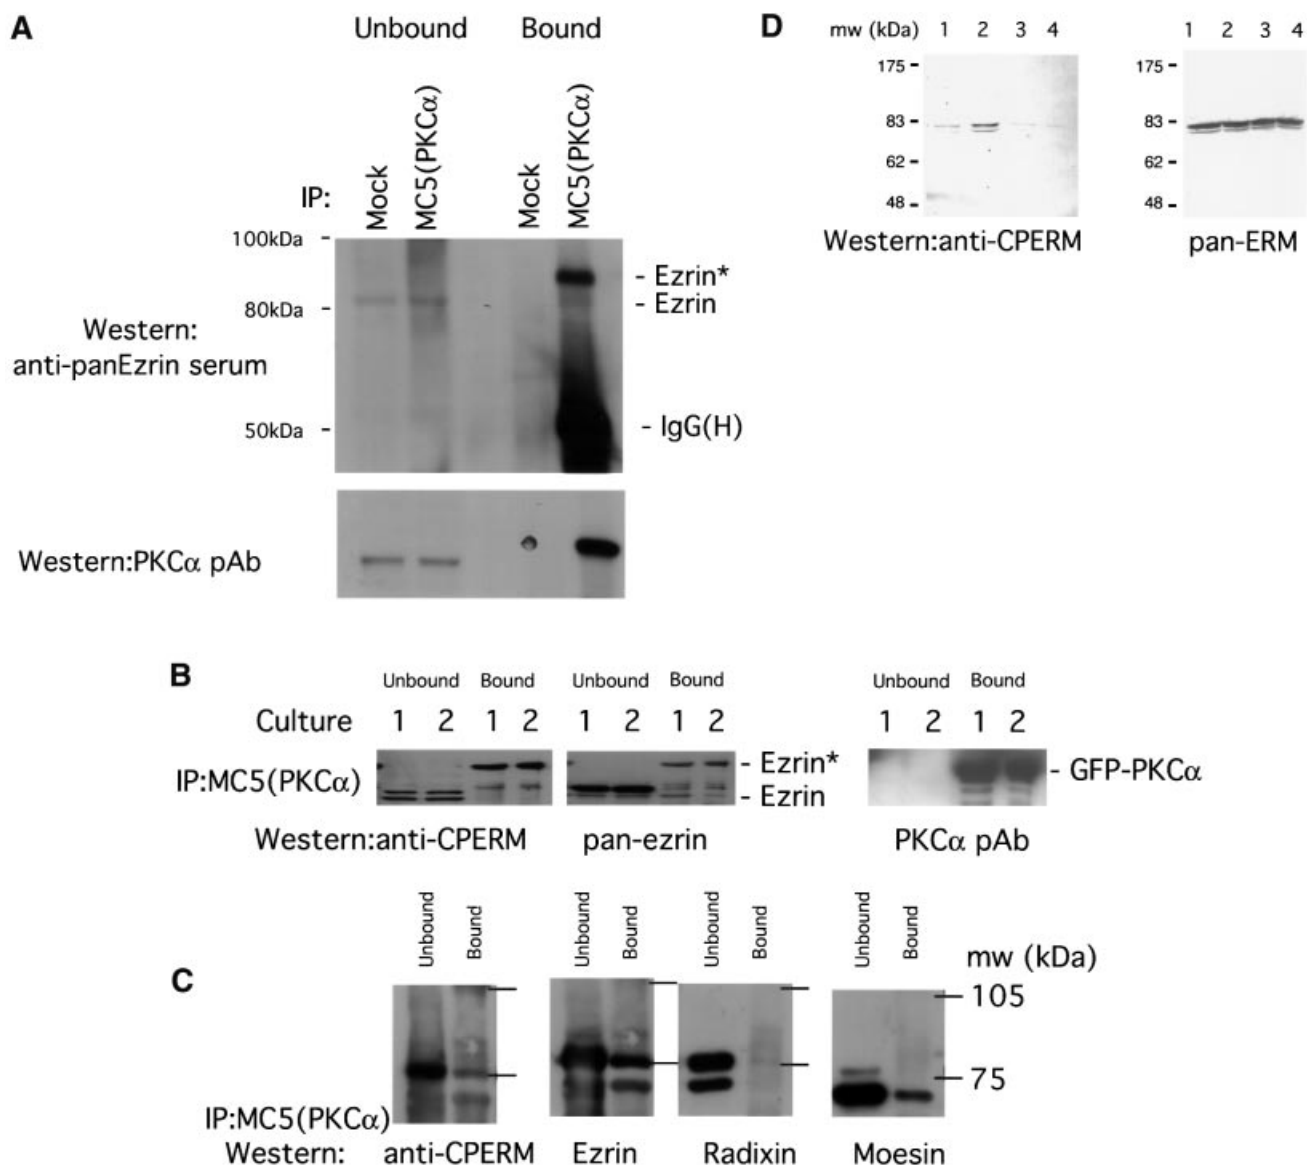 A
Unbound Bound
IP:
Mock
MC5(PKCα)
Mock
MC5(PKCα)
100kDa
80kDa
50kDa
Western:
anti-panEzrin serum
- Ezrin*
- Ezrin
- IgG(H)
Western:PKCα pAb
D
mw (kDa) 1 2 3 4
175
83
62
48
Western:anti-CPERM
1 2 3 4
175
83
62
48
pan-ERM
B
Unbound Bound Unbound Bound Unbound Bound
Culture 1 2 1 2 1 2 1 2 1 2 1 2
IP:MC5(PKCα)
- Ezrin*
- Ezrin
- GFP-PKCα
Western:anti-CPERM pan-ezrin PKCα pAb
C
Unbound Bound Unbound Bound Unbound Bound Unbound Bound
mw (kDa)
105
75
IP:MC5(PKCα)
Western: anti-CPERM Ezrin Radixin Moesin